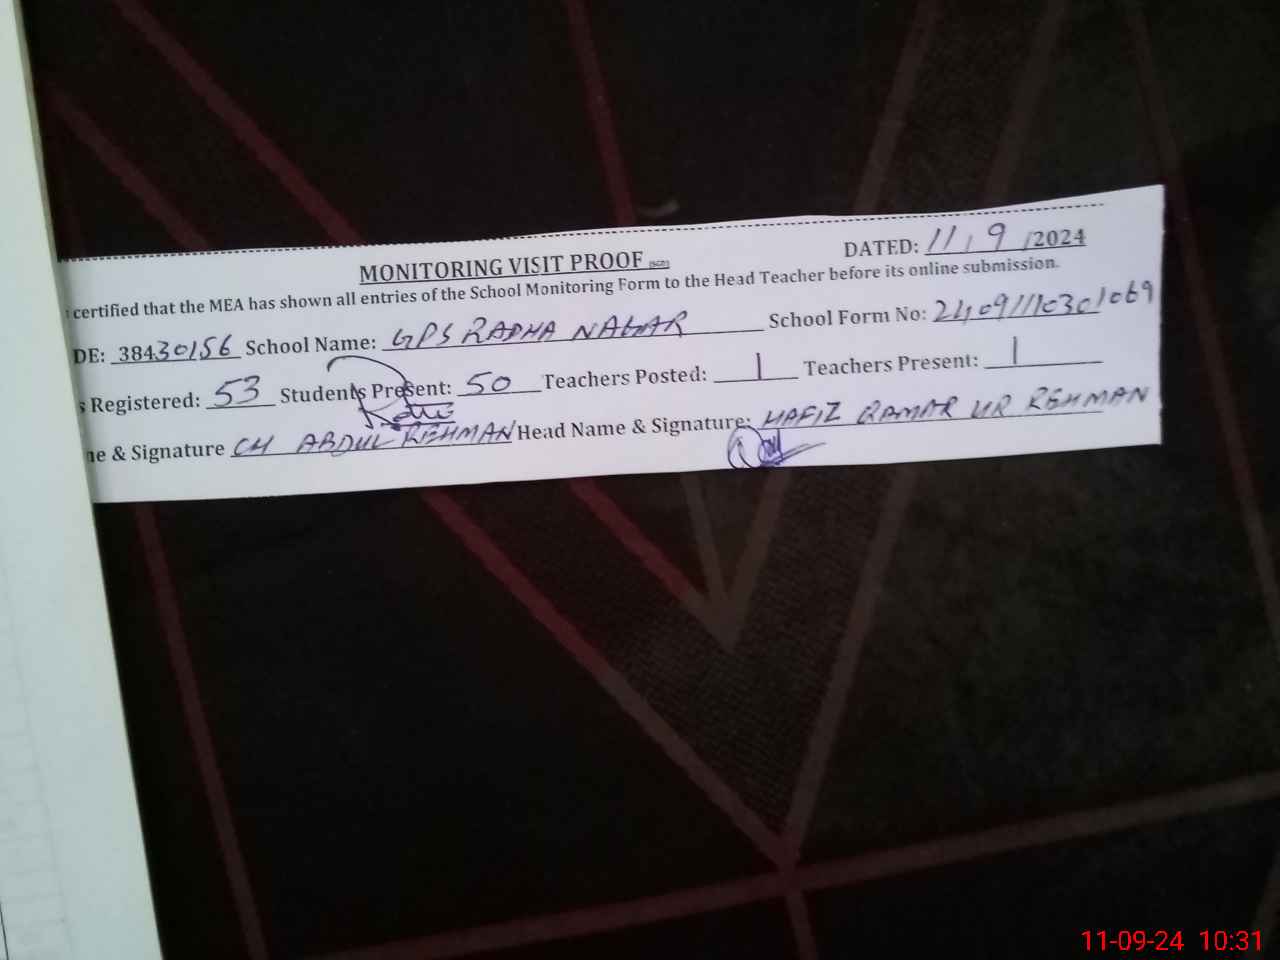 MONITORING VISIT PROOF DATED: 11/9/2024
certified that the MEA has shown all entries of the School Monitoring Form to the Head Teacher before its online submission.
DE: 38430156 School Name: GPS RADHA NAGAR School Form No:
s Registered: 53 Students Present: 50 Teachers Posted: 1 Teachers Present: 1
ne & Signature CH ABDUL REHMAN Head Name & Signature: HAFIZ QAMAR UR REHMAN
11-09-24 10:31